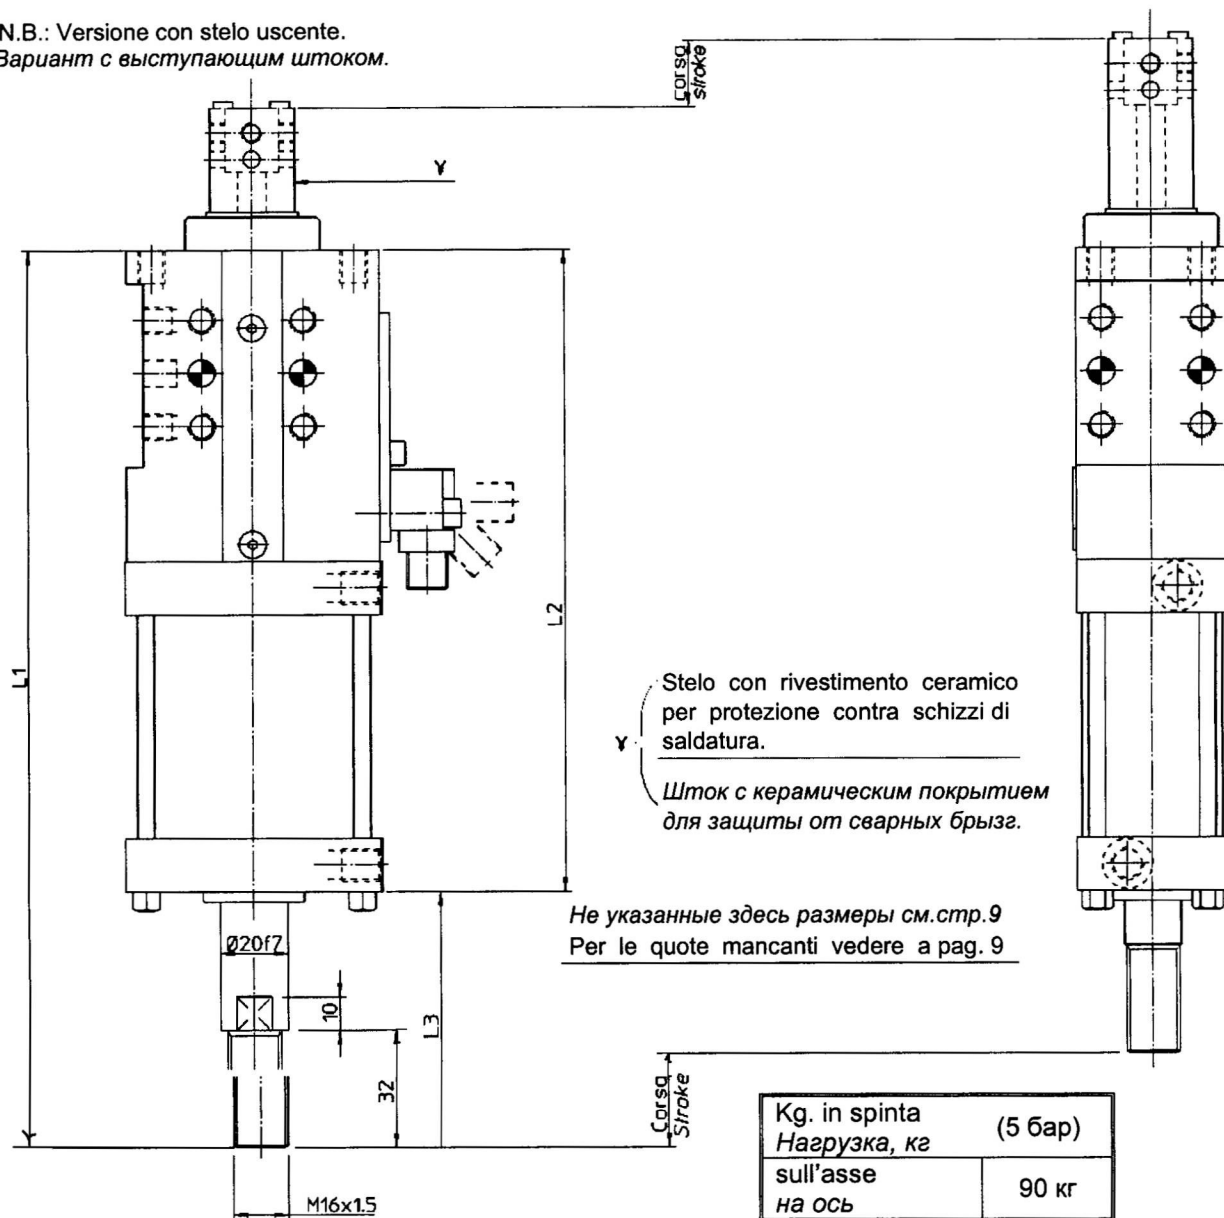 N.B.: Versione con stelo uscente.
Вариант с выступающим штоком.
Corsa
stroke
Y
L1
L2
Stelo con rivestimento ceramico
per protezione contra schizzi di
saldatura.
Y
Шток с керамическим покрытием
для защиты от сварных брызг.
Не указанные здесь размеры см.стр.9
Per le quote mancanti vedere a pag. 9
Ø20f7
10
L3
32
Corsa
Stroke
M16x1.5
Kg. in spinta (5 бар)
Нагрузка, кг
sull'asse 90 кг
на ось